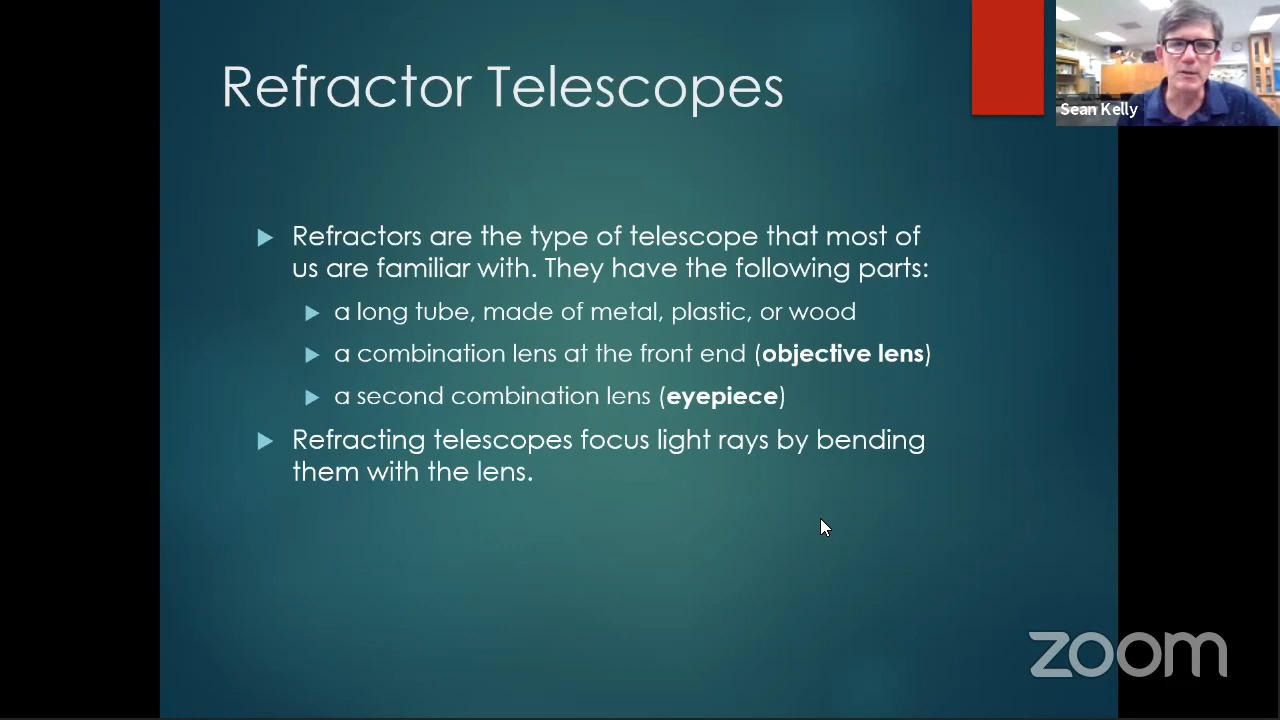 Refractor Telescopes
Sean Kelly
Refractors are the type of telescope that most of
us are familiar with. They have the following parts:
a long tube, made of metal, plastic, or wood
a combination lens at the front end (objective lens)
a second combination lens (eyepiece)
Refracting telescopes focus light rays by bending
them with the lens.
zoom